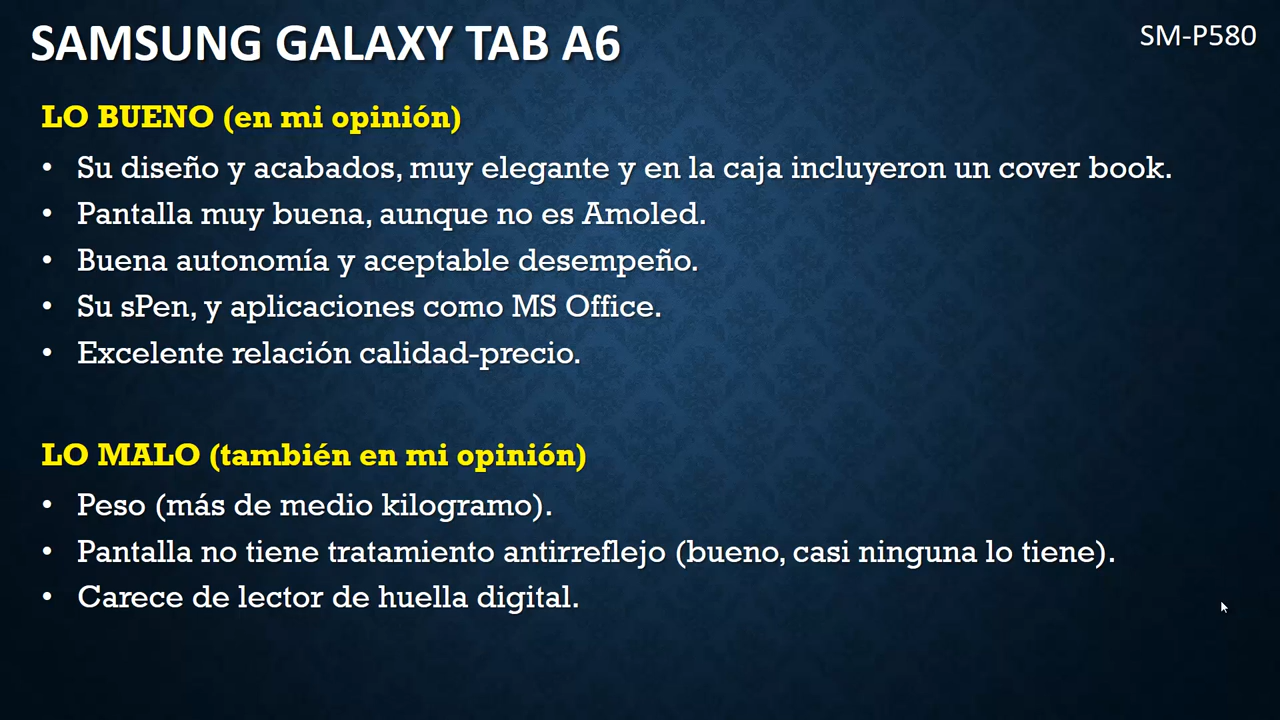 SAMSUNG GALAXY TAB A6
SM-P580
LO BUENO (en mi opinión)
• Su diseño y acabados, muy elegante y en la caja incluyeron un cover book.
• Pantalla muy buena, aunque no es Amoled.
• Buena autonomía y aceptable desempeño.
• Su sPen, y aplicaciones como MS Office.
• Excelente relación calidad-precio.
LO MALO (también en mi opinión)
• Peso (más de medio kilogramo).
• Pantalla no tiene tratamiento antirreflejo (bueno, casi ninguna lo tiene).
• Carece de lector de huella digital.